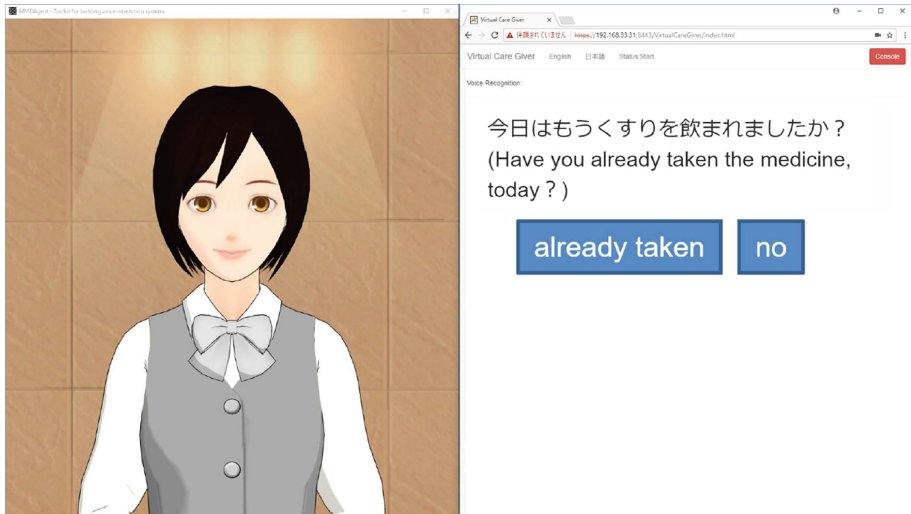 MMDAgent - Toolkit for building voice interaction systems
Virtual Care Giver
保護されていません https://192.168.33.31:8443/VirtualCareGiver/index.html
Virtual Care Giver English 日本語 Status:Start Console
Voice Recognition:
今日はもうくすりを飲まれましたか？
(Have you already taken the medicine,
today？)
already taken no